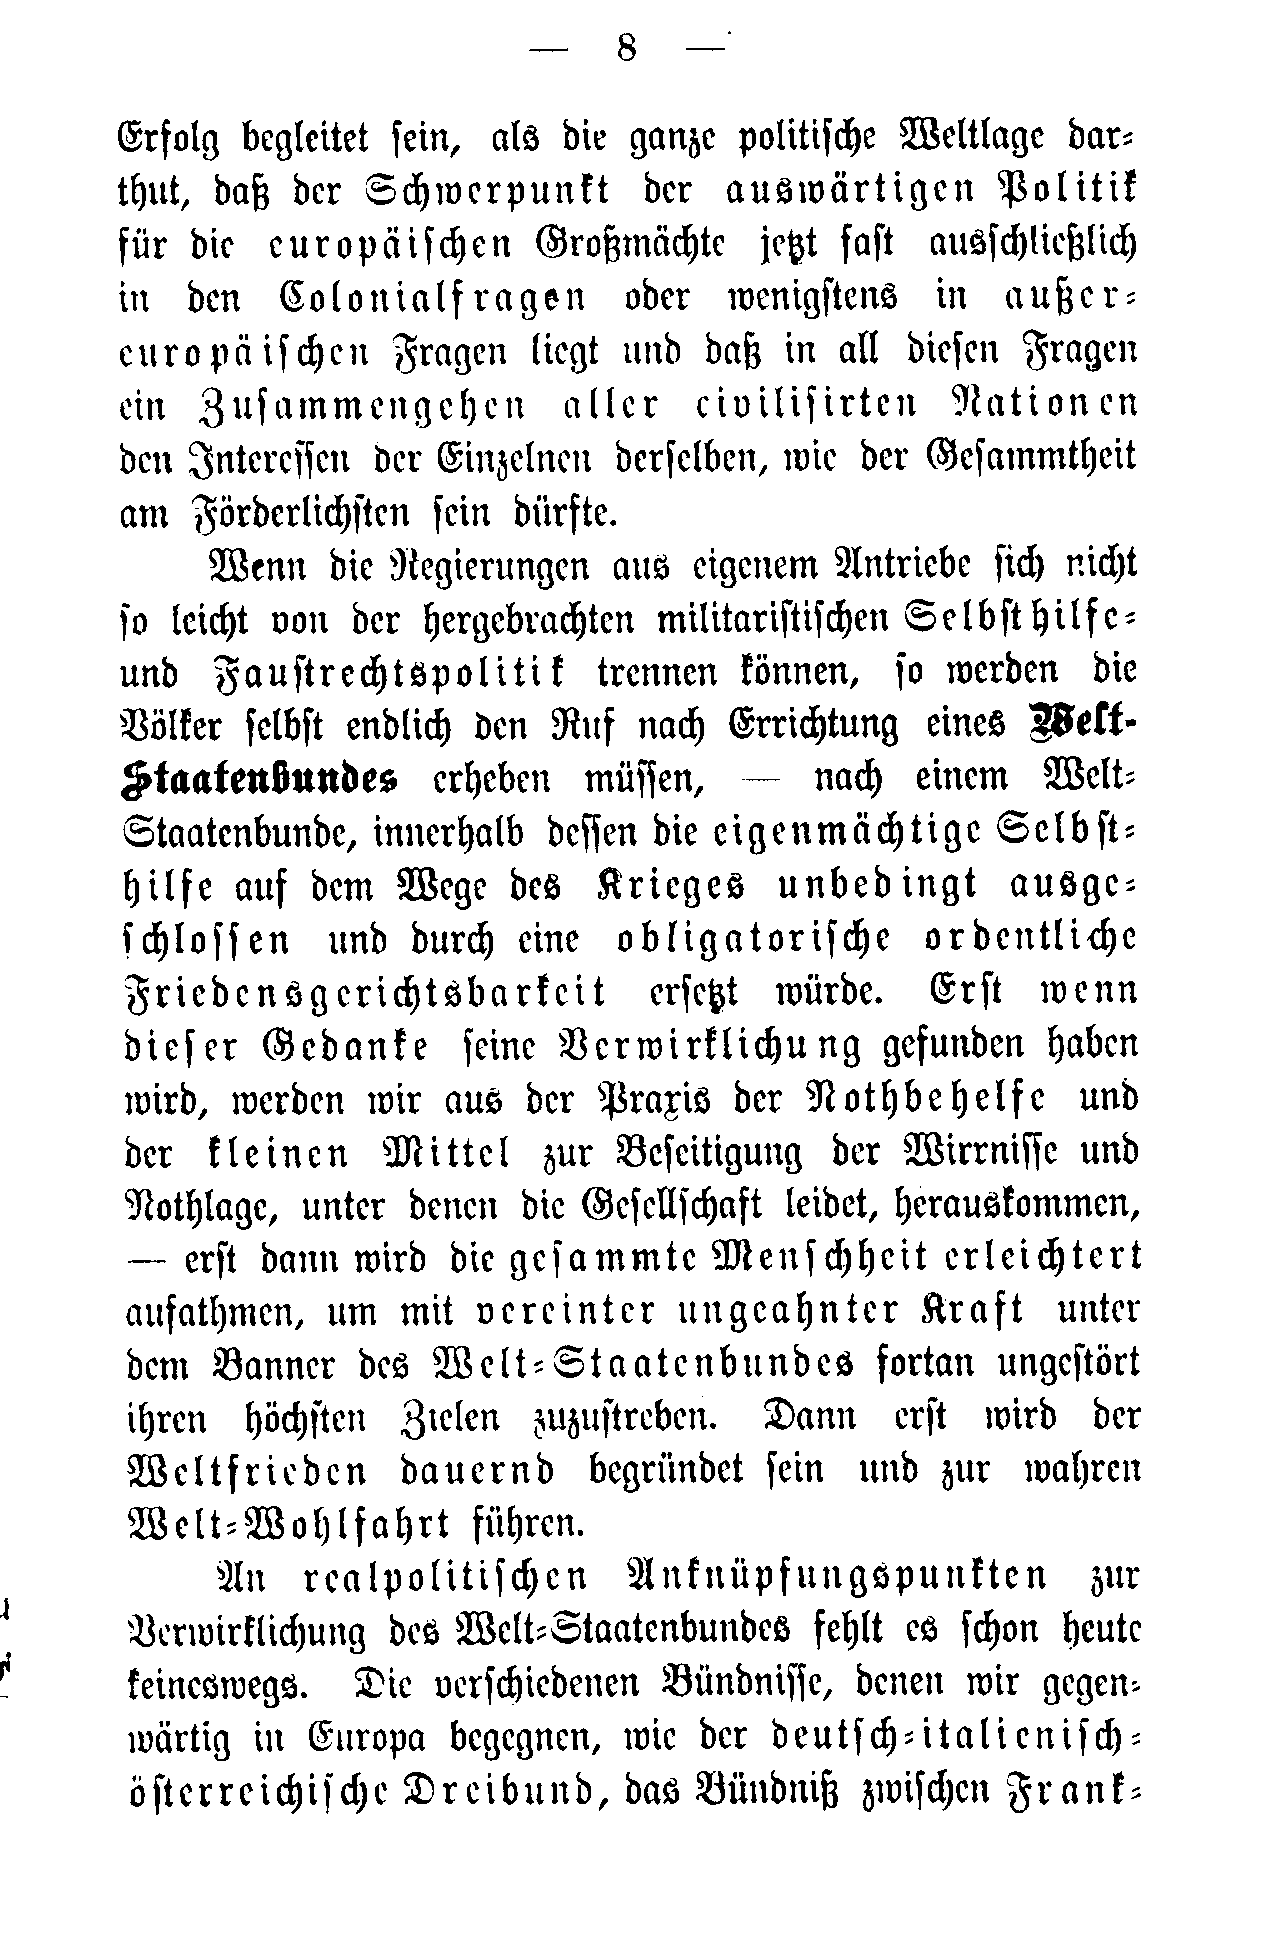 — 8 —
Erfolg begleitet sein, als die ganze politische Weltlage dar-
thut, daß der Schwerpunkt der auswärtigen Politik
für die europäischen Großmächte jetzt fast ausschließlich
in den Colonialfragen oder wenigstens in außer-
europäischen Fragen liegt und daß in all diesen Fragen
ein Zusammengehen aller civilisirten Nationen
den Interessen der Einzelnen derselben, wie der Gesammtheit
am Förderlichsten sein dürfte.
Wenn die Regierungen aus eigenem Antriebe sich nicht
so leicht von der hergebrachten militaristischen Selbsthilfe-
und Faustrechtspolitik trennen können, so werden die
Völker selbst endlich den Ruf nach Errichtung eines Welt-
Staatenbundes erheben müssen, — nach einem Welt-
Staatenbunde, innerhalb dessen die eigenmächtige Selbst-
hilfe auf dem Wege des Krieges unbedingt ausge-
schlossen und durch eine obligatorische ordentliche
Friedensgerichtsbarkeit ersetzt würde. Erst wenn
dieser Gedanke seine Verwirklichung gefunden haben
wird, werden wir aus der Praxis der Nothbehelfe und
der kleinen Mittel zur Beseitigung der Wirrnisse und
Nothlage, unter denen die Gesellschaft leidet, herauskommen,
— erst dann wird die gesammte Menschheit erleichtert
aufathmen, um mit vereinter ungeahnter Kraft unter
dem Banner des Welt-Staatenbundes fortan ungestört
ihren höchsten Zielen zuzustreben. Dann erst wird der
Weltfrieden dauernd begründet sein und zur wahren
Welt-Wohlfahrt führen.
An realpolitischen Anknüpfungspunkten zur
Verwirklichung des Welt-Staatenbundes fehlt es schon heute
keineswegs. Die verschiedenen Bündnisse, denen wir gegen-
wärtig in Europa begegnen, wie der deutsch-italienisch-
österreichische Dreibund, das Bündniß zwischen Frank-